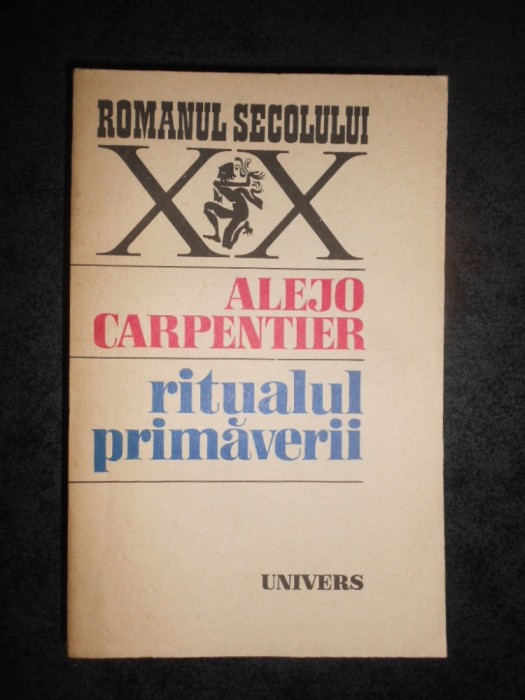 ROMANUL SECOLULUI
XX
ALEJO
CARPENTIER
ritualul
primăverii
UNIVERS